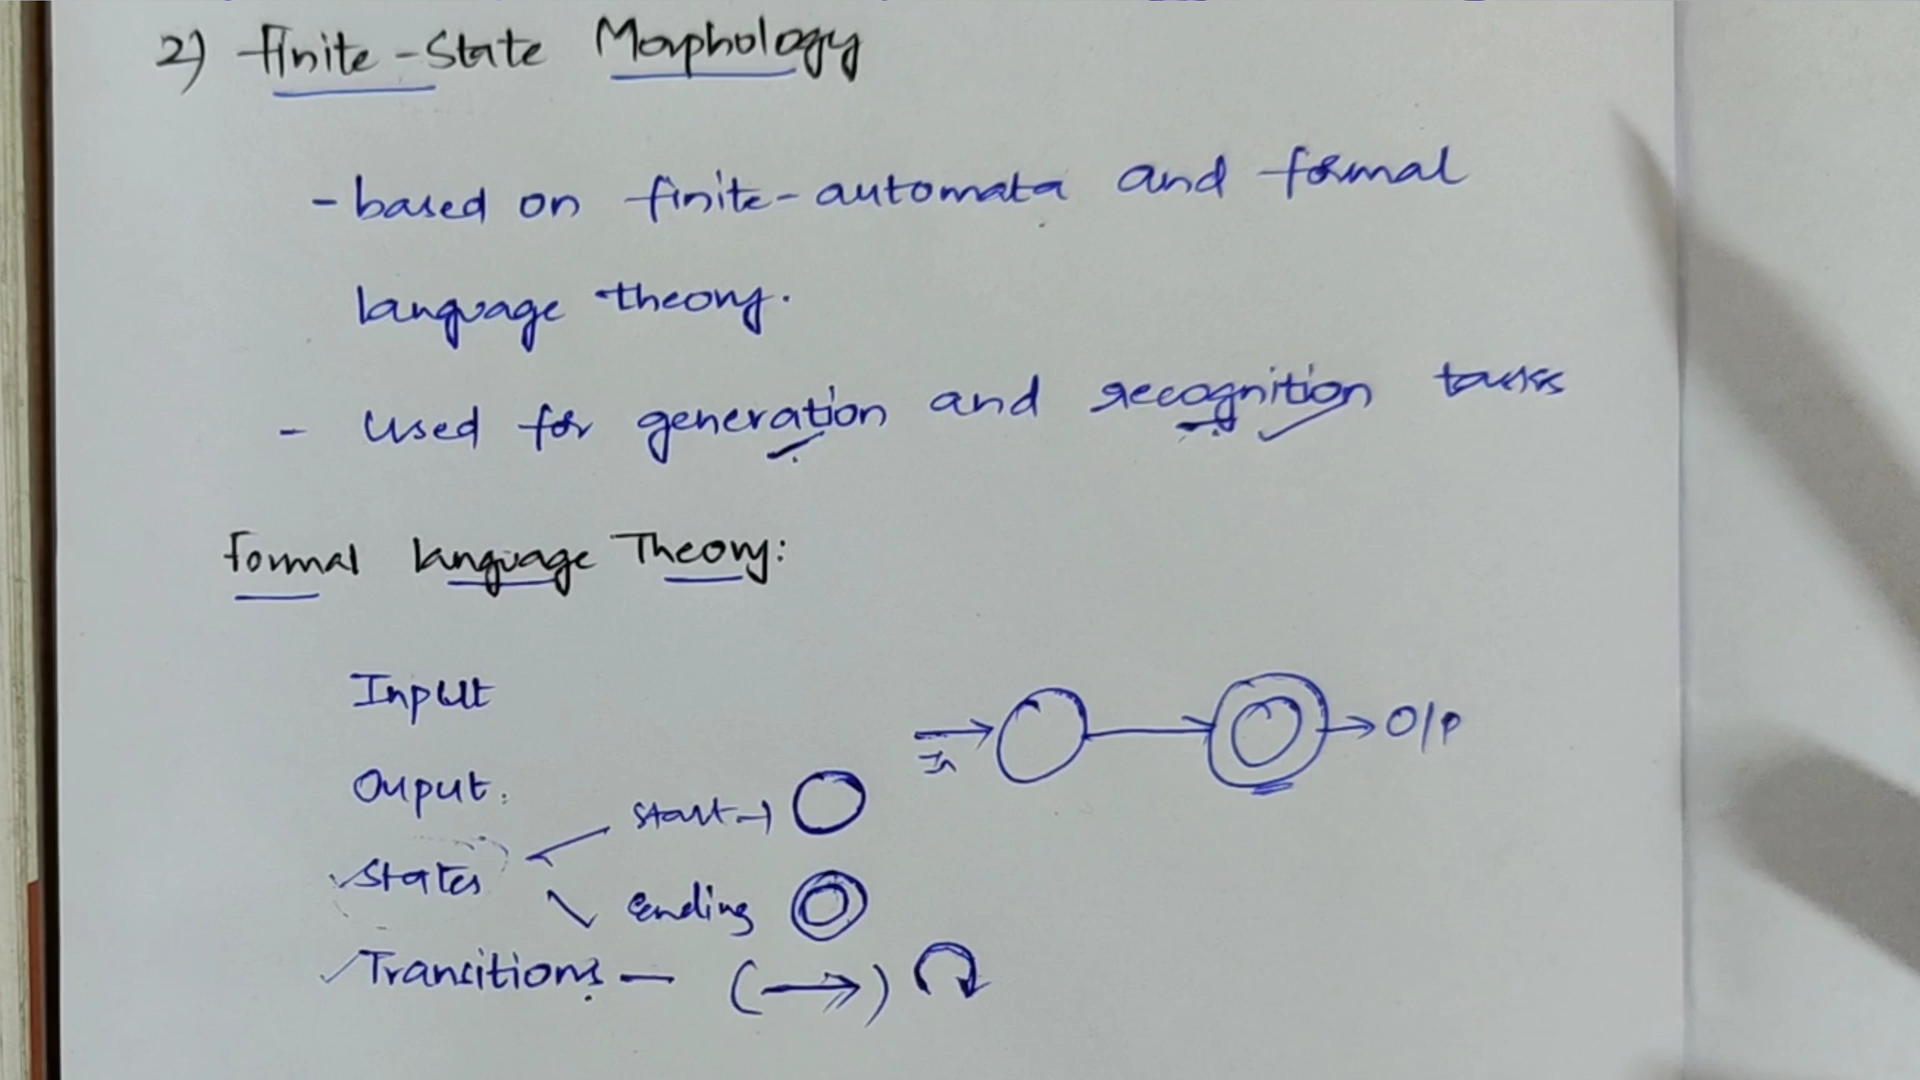 2) Finite-State Morphology
- based on finite-automata and formal
language theory.
- used for generation and recognition tasks
Formal language Theory:
Input
Ouput.
States
start →
ending
Transitions — (→)
In
O/P